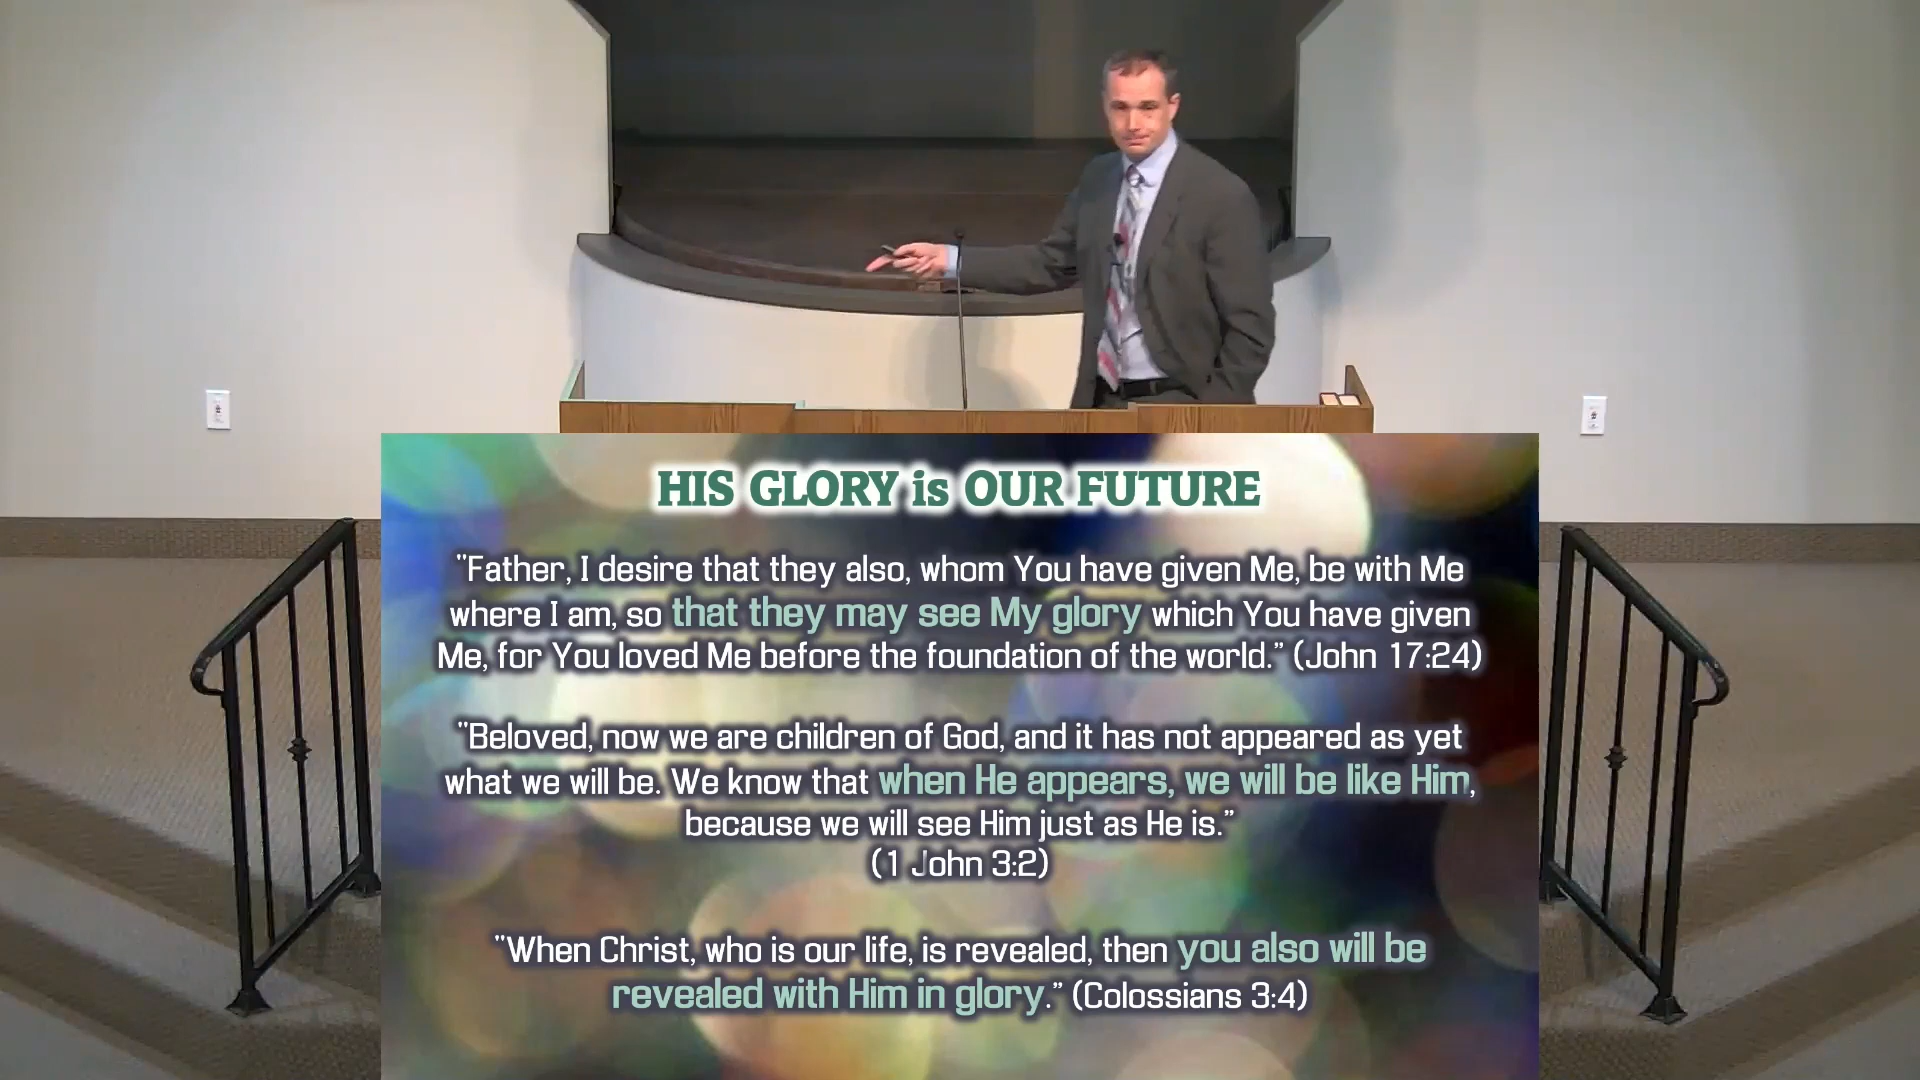 HIS GLORY is OUR FUTURE
"Father, I desire that they also, whom You have given Me, be with Me
where I am, so that they may see My glory which You have given
Me, for You loved Me before the foundation of the world.” (John 17:24)
"Beloved, now we are children of God, and it has not appeared as yet
what we will be. We know that when He appears, we will be like Him,
because we will see Him just as He is.”
(1 John 3:2)
"When Christ, who is our life, is revealed, then you also will be
revealed with Him in glory.” (Colossians 3:4)